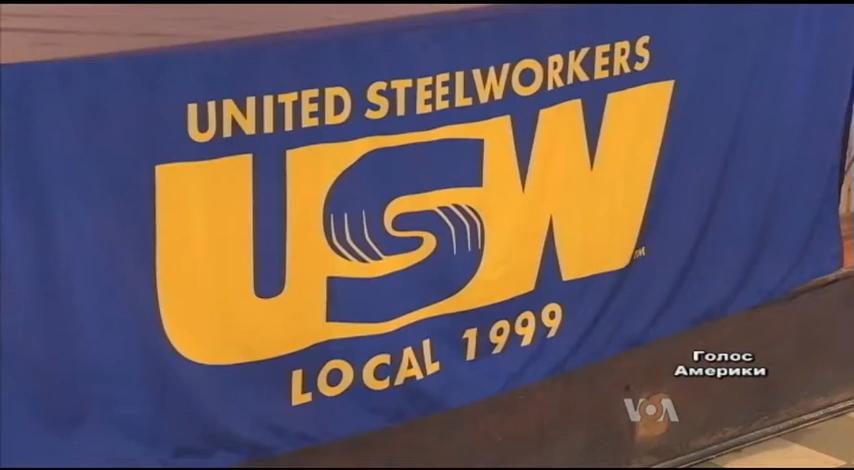 UNITED STEELWORKERS
USW
TM
LOCAL 1999
Голос
Америки
VOA